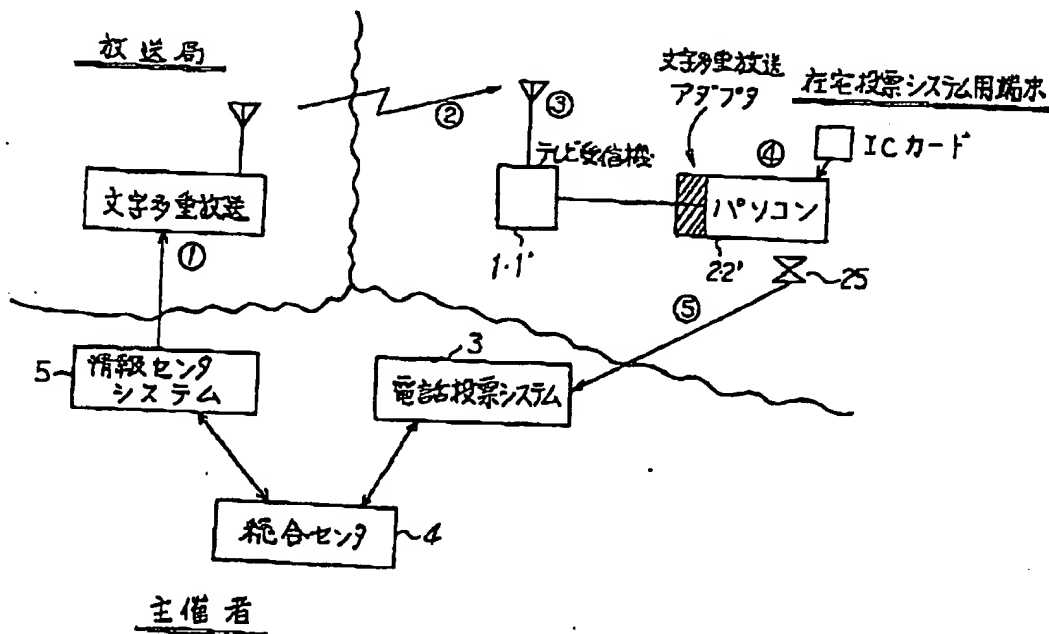 放送局
②
③
文字多重放送
アダプタ
在宅投票システム用端末
ICカード
④
テレビ受信機
文字多重放送
パソコン
1・1'
2・2'
25
①
⑤
3
5
情報センタ
システム
電話投票システム
統合センタ
4
主催者